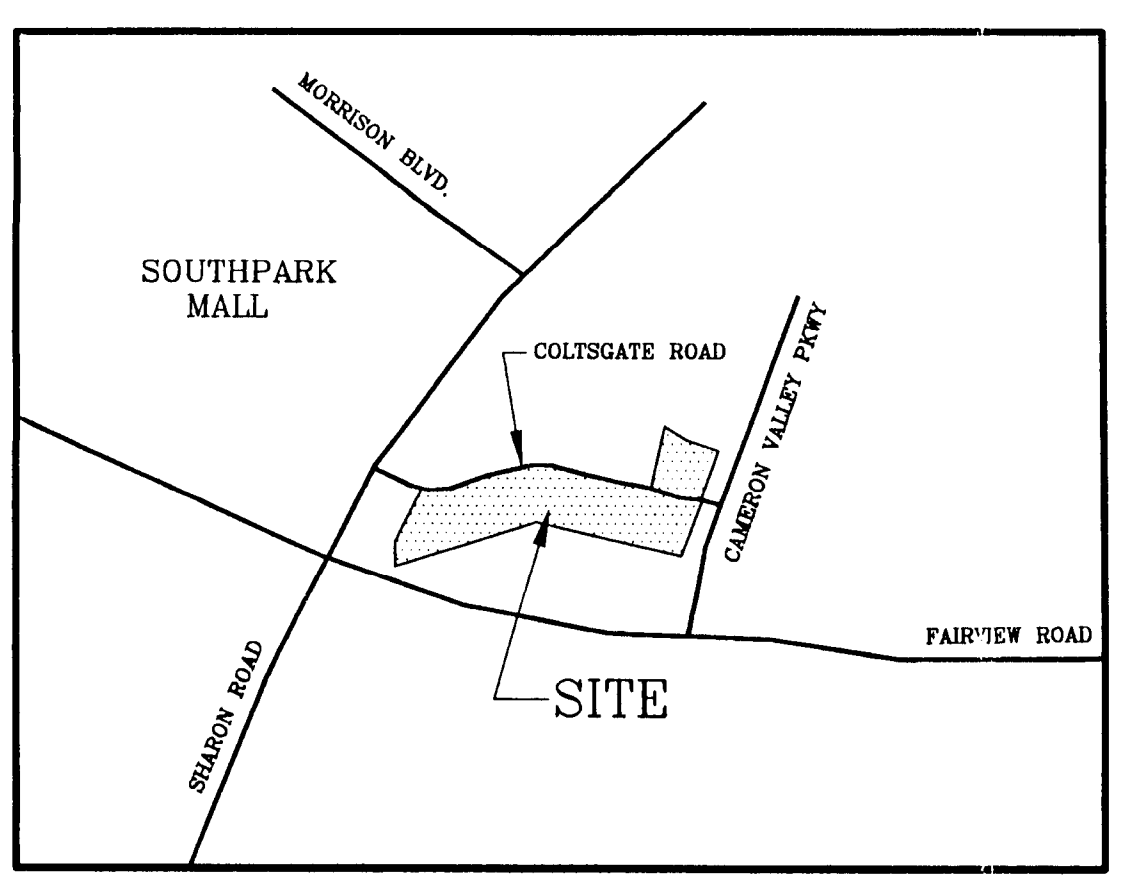 MORRISON BLVD.
SOUTHPARK
MALL
COLTSGATE ROAD
CAMERON VALLEY PKWY
FAIRVIEW ROAD
SHARON ROAD
SITE